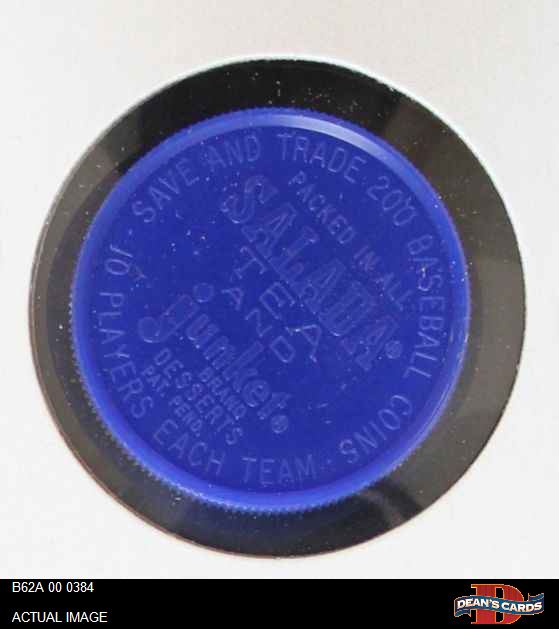 SAVE AND TRADE 200 BASEBALL COINS
10 PLAYERS EACH TEAM
PACKED IN ALL
SALADA®
TEA
AND
junket®
BRAND
DESSERTS
PAT. PEND.
B62A 00 0384
ACTUAL IMAGE
B
DEAN'S CARDS